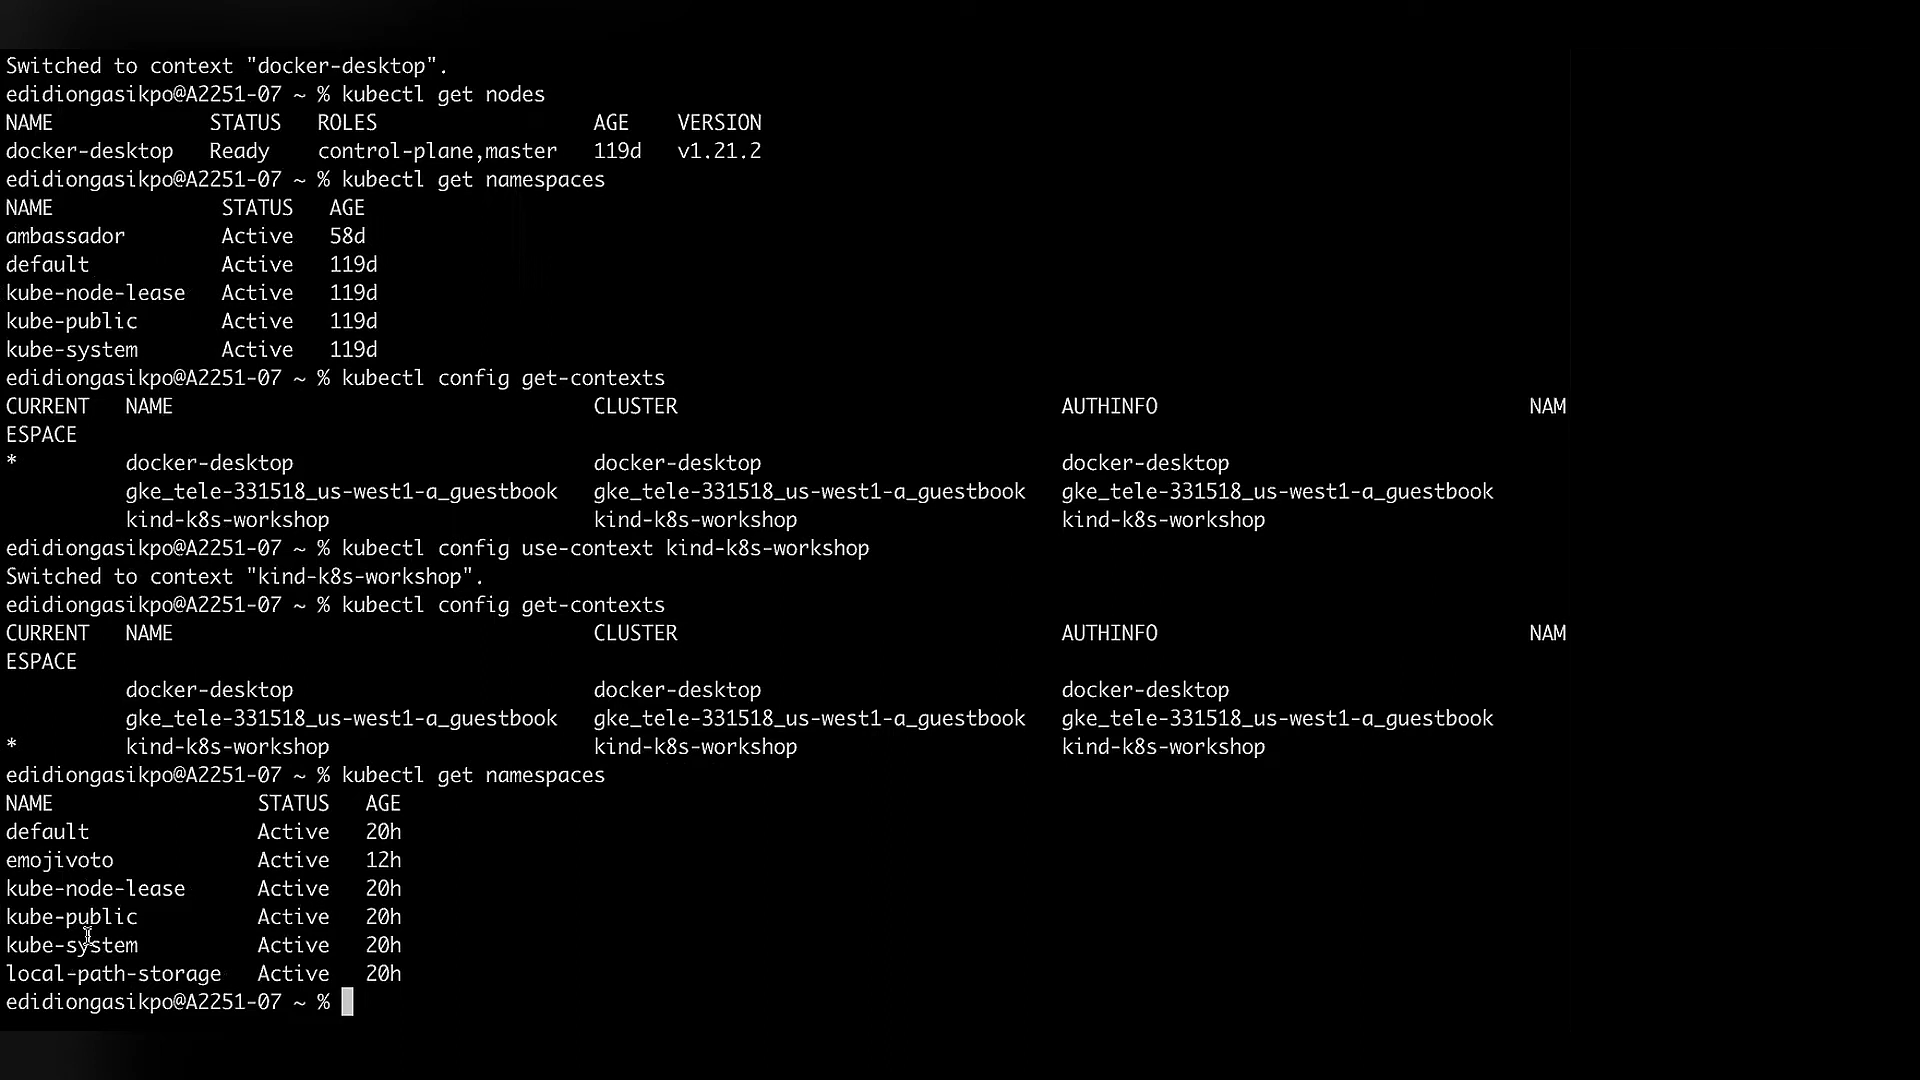 Switched to context "docker-desktop".
edidiongasikpo@A2251-07 ~ % kubectl get nodes
NAME             STATUS   ROLES                  AGE    VERSION
docker-desktop   Ready    control-plane,master   119d   v1.21.2
edidiongasikpo@A2251-07 ~ % kubectl get namespaces
NAME              STATUS   AGE
ambassador        Active   58d
default           Active   119d
kube-node-lease   Active   119d
kube-public       Active   119d
kube-system       Active   119d
edidiongasikpo@A2251-07 ~ % kubectl config get-contexts
CURRENT   NAME                                   CLUSTER                                AUTHINFO                               NAM
ESPACE
*         docker-desktop                         docker-desktop                         docker-desktop
          gke_tele-331518_us-west1-a_guestbook   gke_tele-331518_us-west1-a_guestbook   gke_tele-331518_us-west1-a_guestbook
          kind-k8s-workshop                      kind-k8s-workshop                      kind-k8s-workshop
edidiongasikpo@A2251-07 ~ % kubectl config use-context kind-k8s-workshop
Switched to context "kind-k8s-workshop".
edidiongasikpo@A2251-07 ~ % kubectl config get-contexts
CURRENT   NAME                                   CLUSTER                                AUTHINFO                               NAM
ESPACE
          docker-desktop                         docker-desktop                         docker-desktop
          gke_tele-331518_us-west1-a_guestbook   gke_tele-331518_us-west1-a_guestbook   gke_tele-331518_us-west1-a_guestbook
*         kind-k8s-workshop                      kind-k8s-workshop                      kind-k8s-workshop
edidiongasikpo@A2251-07 ~ % kubectl get namespaces
NAME                 STATUS   AGE
default              Active   20h
emojivoto            Active   12h
kube-node-lease      Active   20h
kube-public          Active   20h
kube-system          Active   20h
local-path-storage   Active   20h
edidiongasikpo@A2251-07 ~ %